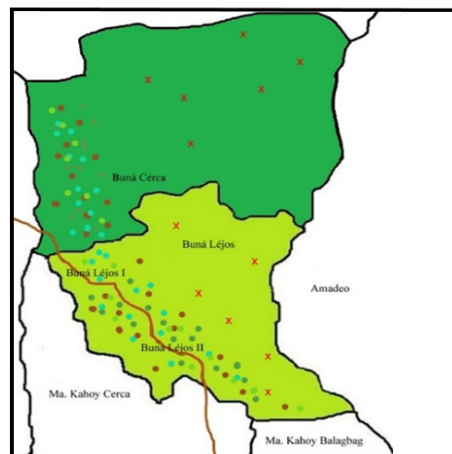 Buná Cérca
Buná Léjos
Buná Léjos I
Amadeo
Buná Léjos II
Ma. Kahoy Cerca
Ma. Kahoy Balagbag
x
x
x
x
x
x
x
x
x
x
x
x